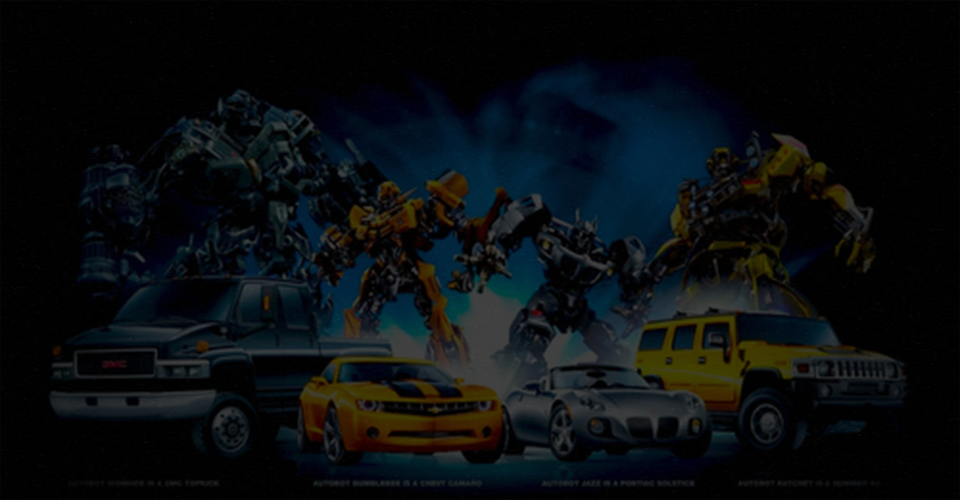 GMC
AUTOBOT IRONHIDE IS A GMC TOPKICK
AUTOBOT BUMBLEBEE IS A CHEVY CAMARO
AUTOBOT JAZZ IS A PONTIAC SOLSTICE
AUTOBOT RATCHET IS A HUMMER